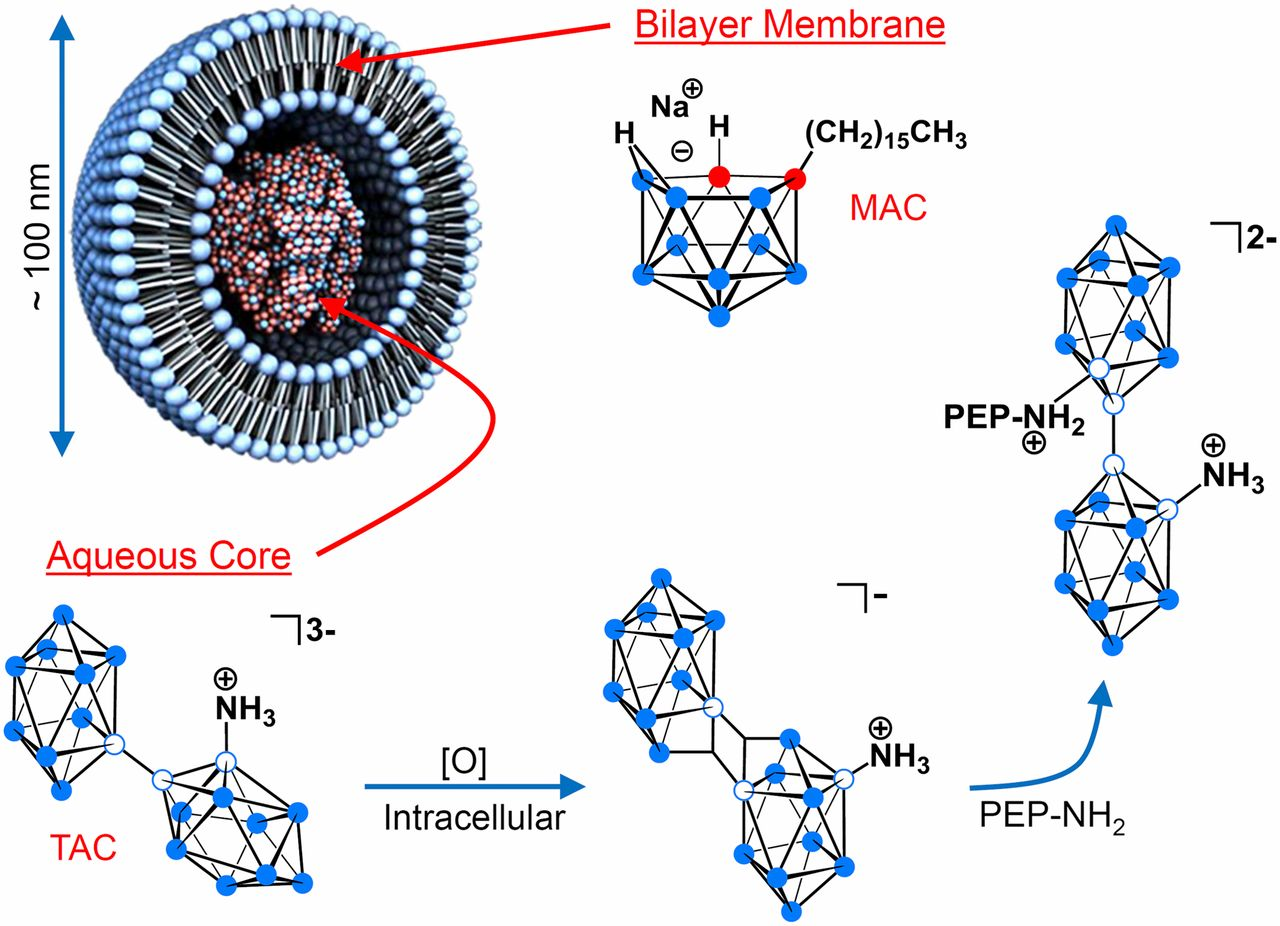 Bilayer Membrane
~ 100 nm
Na⊕
H
⊖
H
(CH2)15CH3
MAC
2-
PEP-NH2
⊕
⊕
NH3
Aqueous Core
3-
⊕
NH3
TAC
[O]
Intracellular
-
⊕
NH3
PEP-NH2